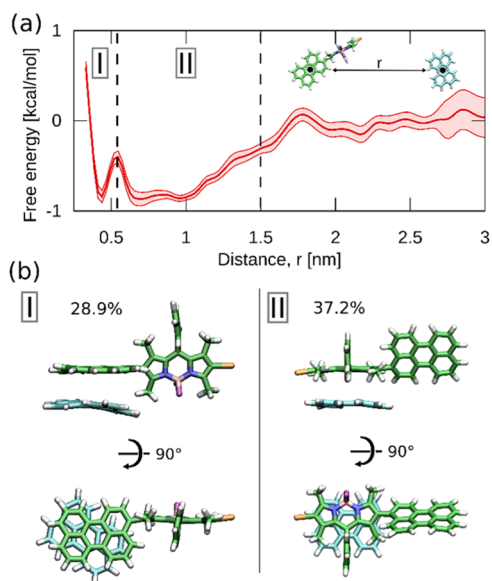 (a)
1
0
-1
Free energy [kcal/mol]
I
II
r
0.5
1
1.5
2
2.5
3
Distance, r [nm]
(b)
I
28.9%
II
37.2%
90°
90°